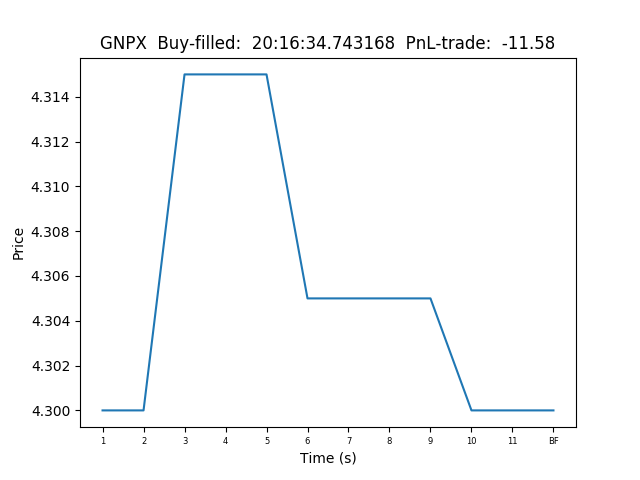 GNPX  Buy-filled:  20:16:34.743168  PnL-trade:  -11.58
4.314
4.312
4.310
4.308
4.306
4.304
4.302
4.300
Price
1 2 3 4 5 6 7 8 9 10 11 BF
Time (s)